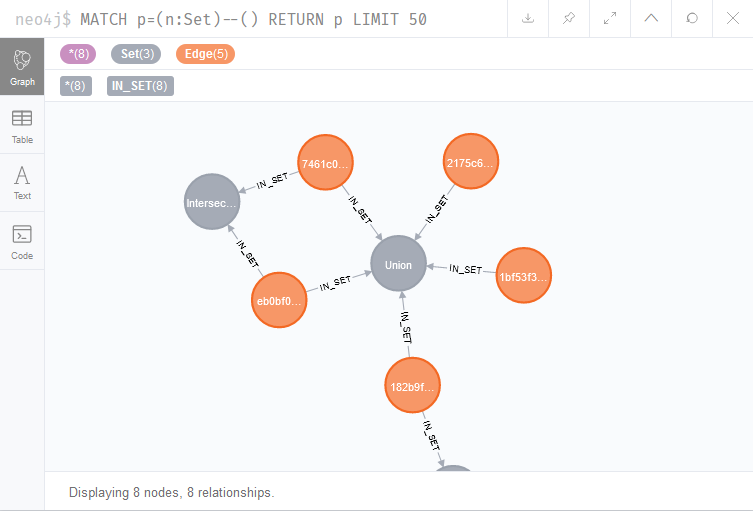 neo4j$ MATCH p=(n:Set)--() RETURN p LIMIT 50
*(8) Set(3) Edge(5)
*(8) IN_SET(8)
Graph
Table
Text
Code
7461c0...
2175c6...
Intersec...
IN_SET
IN_SET
IN_SET
IN_SET
Union
IN_SET
1bf53f3...
IN_SET
eb0bf0...
IN_SET
182b9f...
IN_SET
Displaying 8 nodes, 8 relationships.